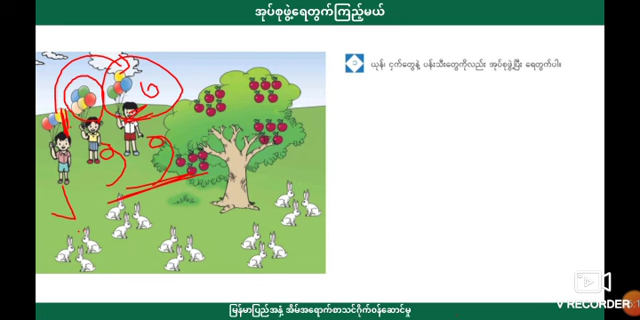 အုပ်စုဖွဲ့ရေတွက်ကြည့်မယ်
၁ ယုန်၊ ငှက်တွေနဲ့ ပန်းသီးတွေကိုလည်း အုပ်စုဖွဲ့ပြီး ရေတွက်ပါ။
V RECORDER
မြန်မာပြည်အနှံ့ အိမ်အရောက်စာသင်ဝိုက်ဝန်ဆောင်မှု